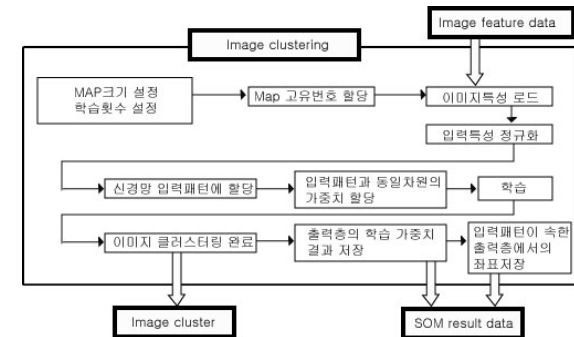 Image feature data
Image clustering
MAP크기 설정
학습횟수 설정
Map 고유번호 할당
이미지특성 로드
입력특성 정규화
신경망 입력패턴에 할당
입력패턴과 동일차원의
가중치 할당
학습
이미지 클러스터링 완료
출력층의 학습 가중치
결과 저장
입력패턴이 속한
출력층에서의
좌표저장
Image cluster
SOM result data